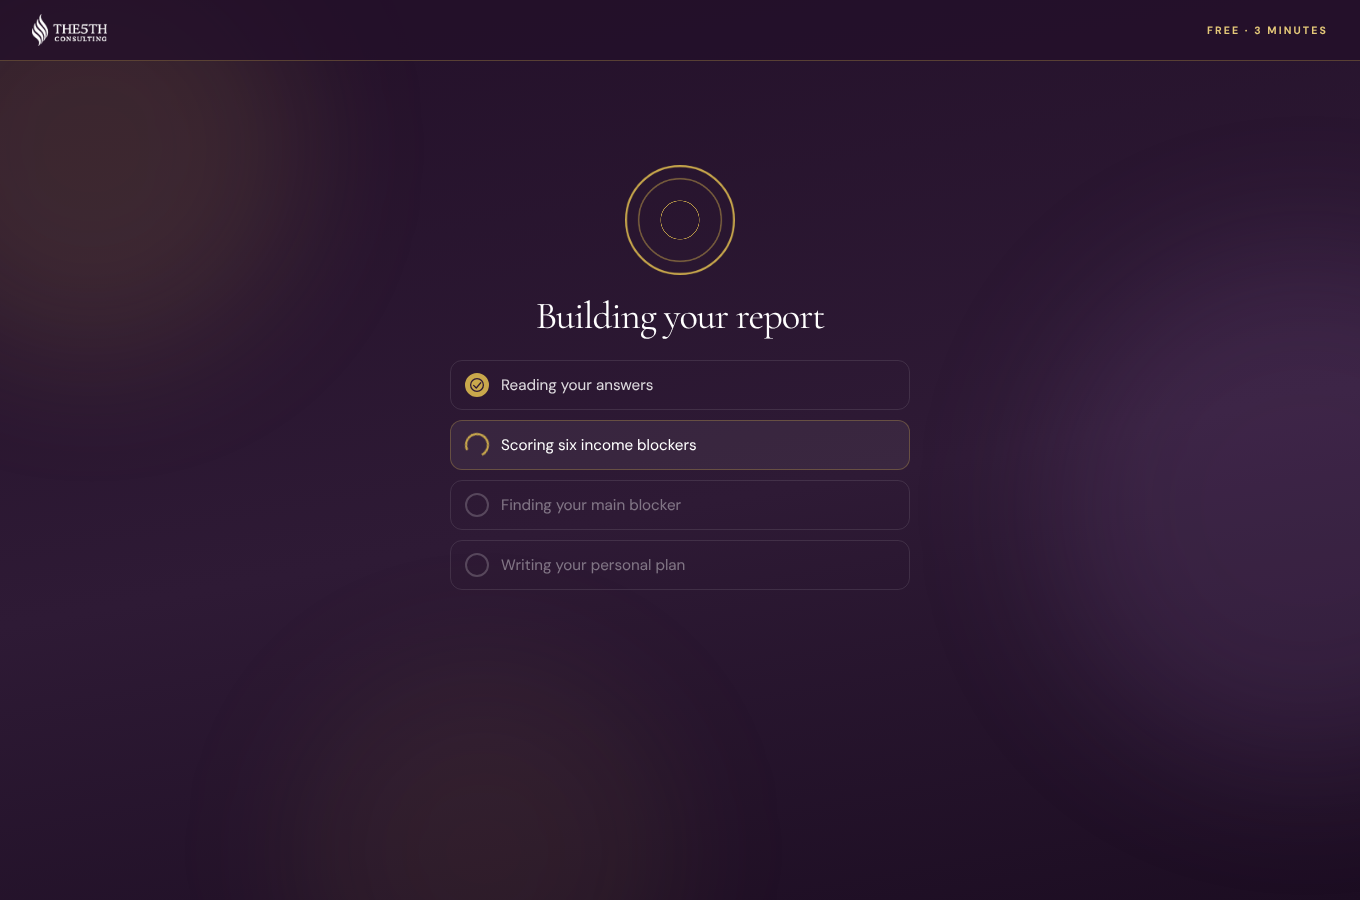 THE5TH
CONSULTING
FREE · 3 MINUTES
Building your report
Reading your answers
Scoring six income blockers
Finding your main blocker
Writing your personal plan